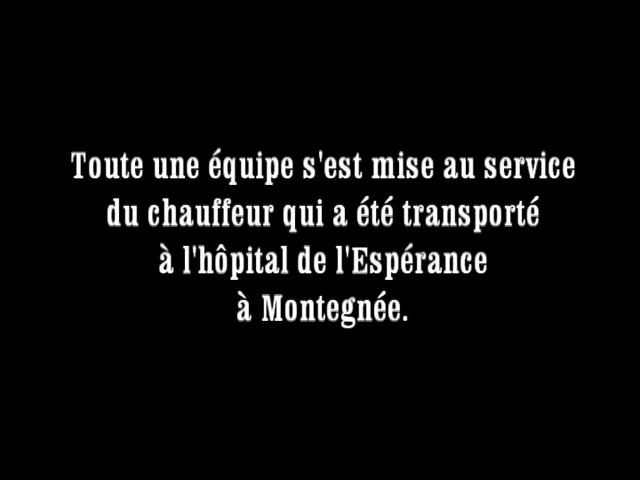 Toute une équipe s'est mise au service
du chauffeur qui a été transporté
à l'hôpital de l'Espérance
à Montegnée.